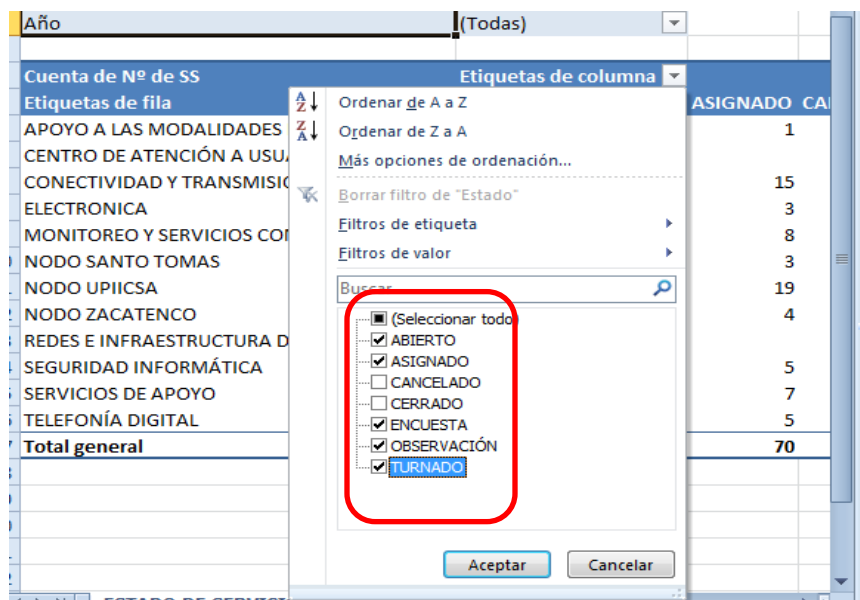 Año (Todas)
Cuenta de Nº de SS Etiquetas de columna
Etiquetas de fila ASIGNADO
Ordenar de A a Z
APOYO A LAS MODALIDADES 1
Ordenar de Z a A
CENTRO DE ATENCIÓN A
Más opciones de ordenación...
CONECTIVIDAD Y 15
Borrar filtro de "Estado"
ELECTRONICA 3
Filtros de etiqueta
MONITOREO Y SERVICIOS 8
Filtros de valor
NODO SANTO TOMAS 3
NODO UPIICSA 19
Buscar
NODO ZACATENCO 4
(Seleccionar todo)
REDES E INFRAESTRUCTURA D
ABIERTO
SEGURIDAD INFORMÁTICA 5
ASIGNADO
CANCELADO
SERVICIOS DE APOYO 7
CERRADO
TELEFONÍA DIGITAL 5
ENCUESTA
Total general 70
OBSERVACIÓN
TURNADO
Aceptar Cancelar